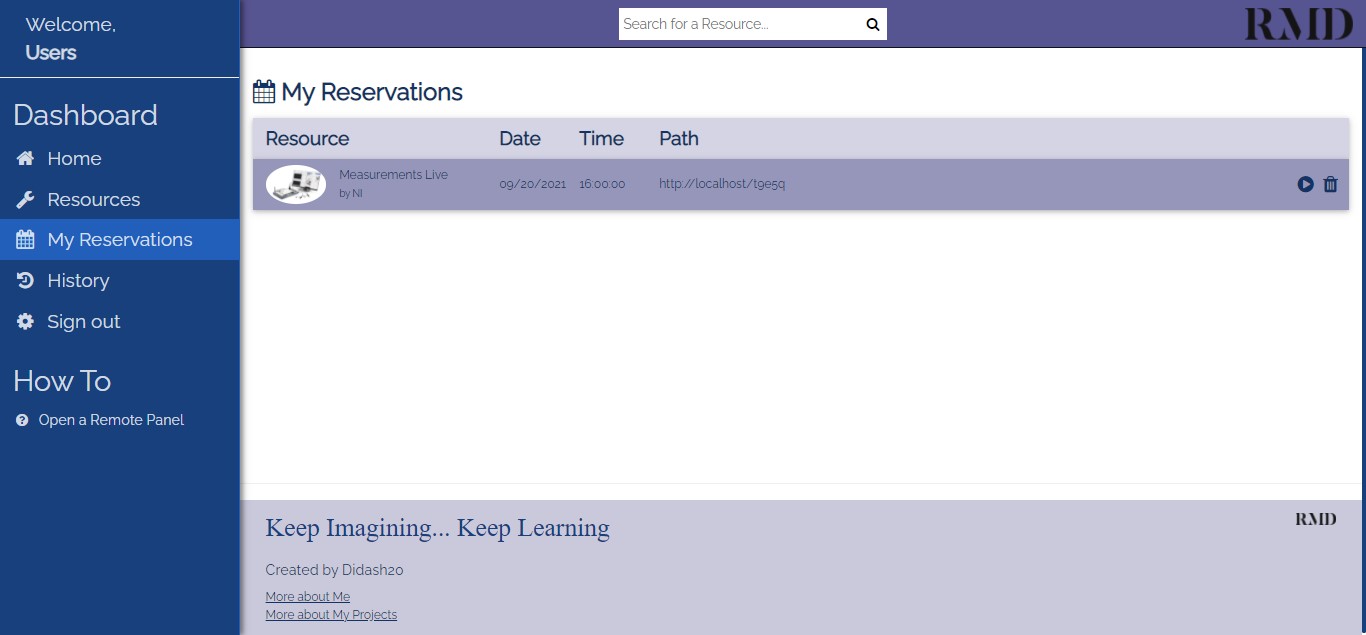 Welcome,
Users
Search for a Resource...
RMD
Dashboard
Home
Resources
My Reservations
History
Sign out
How To
Open a Remote Panel
My Reservations
Resource Date Time Path
Measurements Live
by NI
09/20/2021 16:00:00 http://localhost/t9e5q
Keep Imagining... Keep Learning
RMD
Created by Didash20
More about Me
More about My Projects